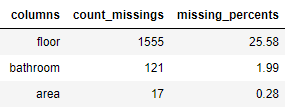 columns count_missings missing_percents
floor 1555 25.58
bathroom 121 1.99
area 17 0.28